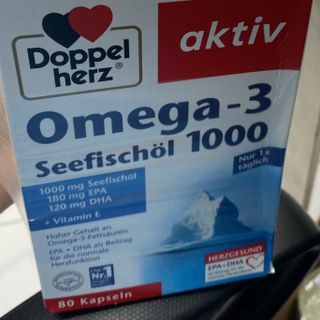 Doppel
herz®
aktiv
Omega-3
Seefischöl 1000
Nur 1x
täglich
1000 mg Seefischöl
180 mg EPA
120 mg DHA
+ Vitamin E
Hoher Gehalt an
Omega-3-Fettsäuren
EPA + DHA als Beitrag
für die normale
Herzfunktion
HERZGESUND
EPA+DHA
80 Kapseln